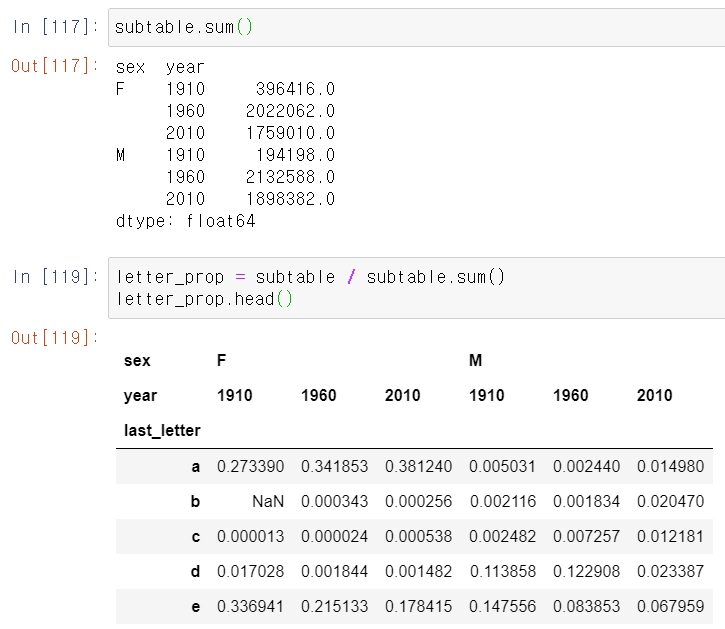 In [117]: subtable.sum()
Out[117]: sex year
F 1910 396416.0
1960 2022062.0
2010 1759010.0
M 1910 194198.0
1960 2132588.0
2010 1898382.0
dtype: float64
In [119]: letter_prop = subtable / subtable.sum()
letter_prop.head()
Out[119]:
sex F M
year 1910 1960 2010 1910 1960 2010
last_letter
a 0.273390 0.341853 0.381240 0.005031 0.002440 0.014980
b NaN 0.000343 0.000256 0.002116 0.001834 0.020470
c 0.000013 0.000024 0.000538 0.002482 0.007257 0.012181
d 0.017028 0.001844 0.001482 0.113858 0.122908 0.023387
e 0.336941 0.215133 0.178415 0.147556 0.083853 0.067959